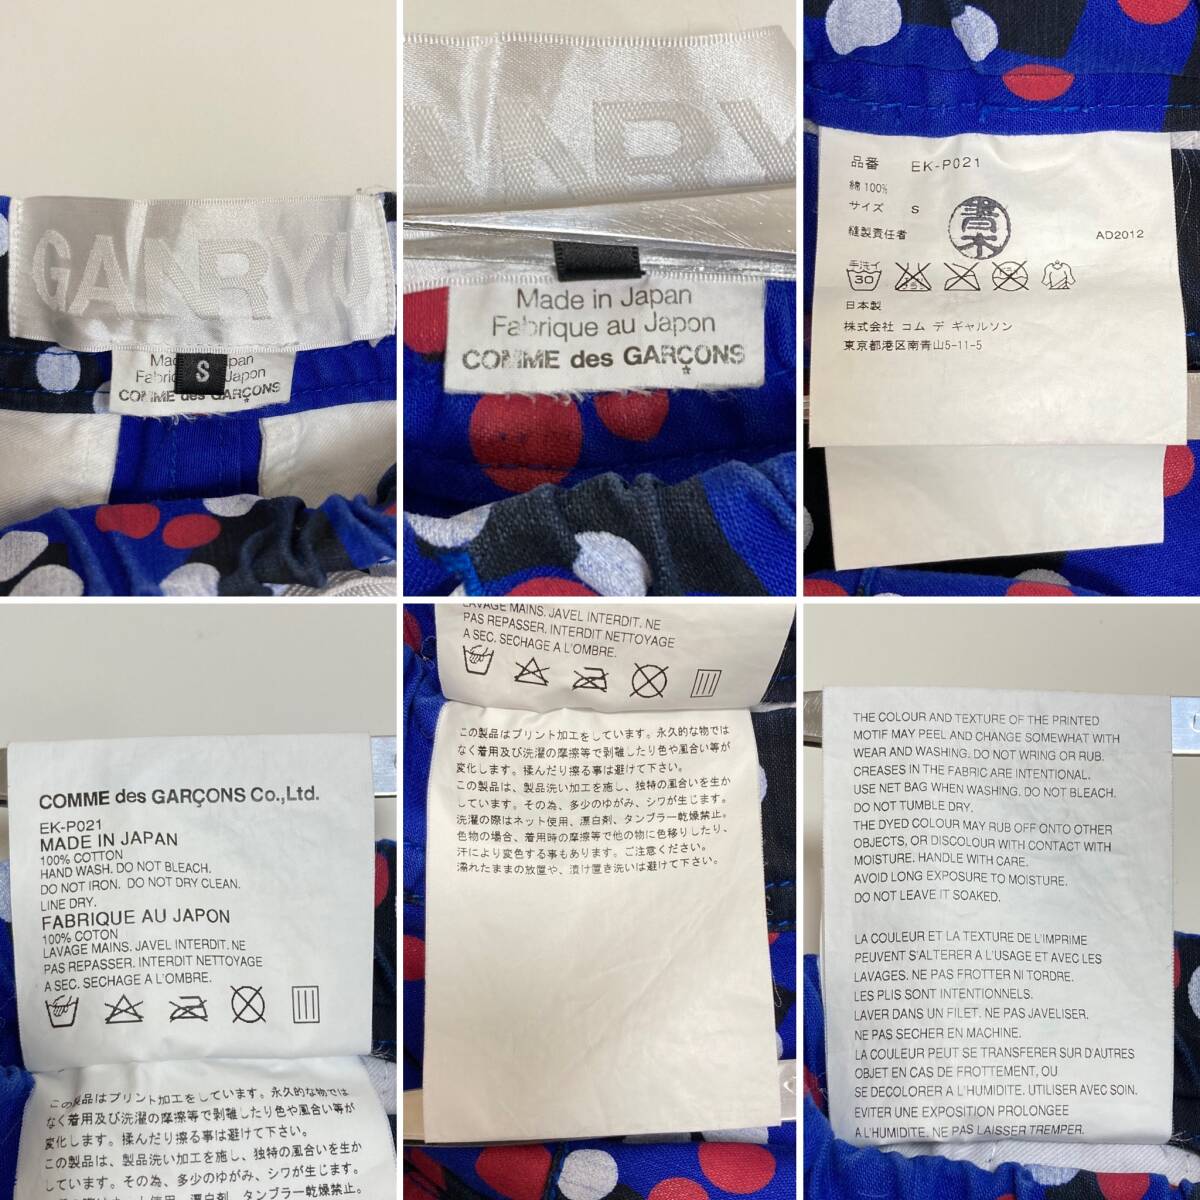 GANRYU
Made in Japan
Fabrique au Japon
S
COMME des GARÇONS
*
Made in Japan
Fabrique au Japon
COMME des GARÇONS
*
品番 EK-P021
綿 100%
サイズ S
縫製責任者 青木
AD2012
手洗イ
30
日本製
株式会社 コム デ ギャルソン
東京都港区南青山5-11-5
COMME des GARÇONS Co.,Ltd.
EK-P021
MADE IN JAPAN
100% COTTON
HAND WASH. DO NOT BLEACH.
DO NOT IRON. DO NOT DRY CLEAN.
LINE DRY.
FABRIQUE AU JAPON
100% COTON
LAVAGE MAINS. JAVEL INTERDIT. NE
PAS REPASSER. INTERDIT NETTOYAGE
A SEC. SECHAGE A L'OMBRE.
この製品はプリント加工をしています。永久的な物では
なく着用及び洗濯の摩擦等で剥離したり色や風合い等が
変化します。揉んだり擦る事は避けて下さい。
この製品は、製品洗い加工を施し、独特の風合いを生か
LAVAGE MAINS. JAVEL INTERDIT. NE
PAS REPASSER. INTERDIT NETTOYAGE
A SEC. SECHAGE A L'OMBRE.
この製品はプリント加工をしています。永久的な物では
なく着用及び洗濯の摩擦等で剥離したり色や風合い等が
変化します。揉んだり擦る事は避けて下さい。
この製品は、製品洗い加工を施し、独特の風合いを生か
しています。その為、多少のゆがみ、シワが生じます。
洗濯の際はネット使用、漂白剤、タンブラー乾燥禁止。
色物の場合、着用時の摩擦等で他の物に色移りしたり、
汗により変色する事もあります。ご注意ください。
濡れたままの放置や、漬け置き洗いは避けて下さい。
THE COLOUR AND TEXTURE OF THE PRINTED
MOTIF MAY PEEL AND CHANGE SOMEWHAT WITH
WEAR AND WASHING. DO NOT WRING OR RUB.
CREASES IN THE FABRIC ARE INTENTIONAL.
USE NET BAG WHEN WASHING. DO NOT BLEACH.
DO NOT TUMBLE DRY.
THE DYED COLOUR MAY RUB OFF ONTO OTHER
OBJECTS, OR DISCOLOUR WITH CONTACT WITH
MOISTURE. HANDLE WITH CARE.
AVOID LONG EXPOSURE TO MOISTURE.
DO NOT LEAVE IT SOAKED.
LA COULEUR ET LA TEXTURE DE L'IMPRIME
PEUVENT S'ALTERER A L'USAGE ET AVEC LES
LAVAGES. NE PAS FROTTER NI TORDRE.
LES PLIS SONT INTENTIONNELS.
LAVER DANS UN FILET. NE PAS JAVELISER.
NE PAS SECHER EN MACHINE.
LA COULEUR PEUT SE TRANSFERER SUR D'AUTRES
OBJET EN CAS DE FROTTEMENT, OU
SE DECOLORER A L'HUMIDITE. UTILISER AVEC SOIN.
EVITER UNE EXPOSITION PROLONGEE
A L'HUMIDITE. NE PAS LAISSER TREMPER.